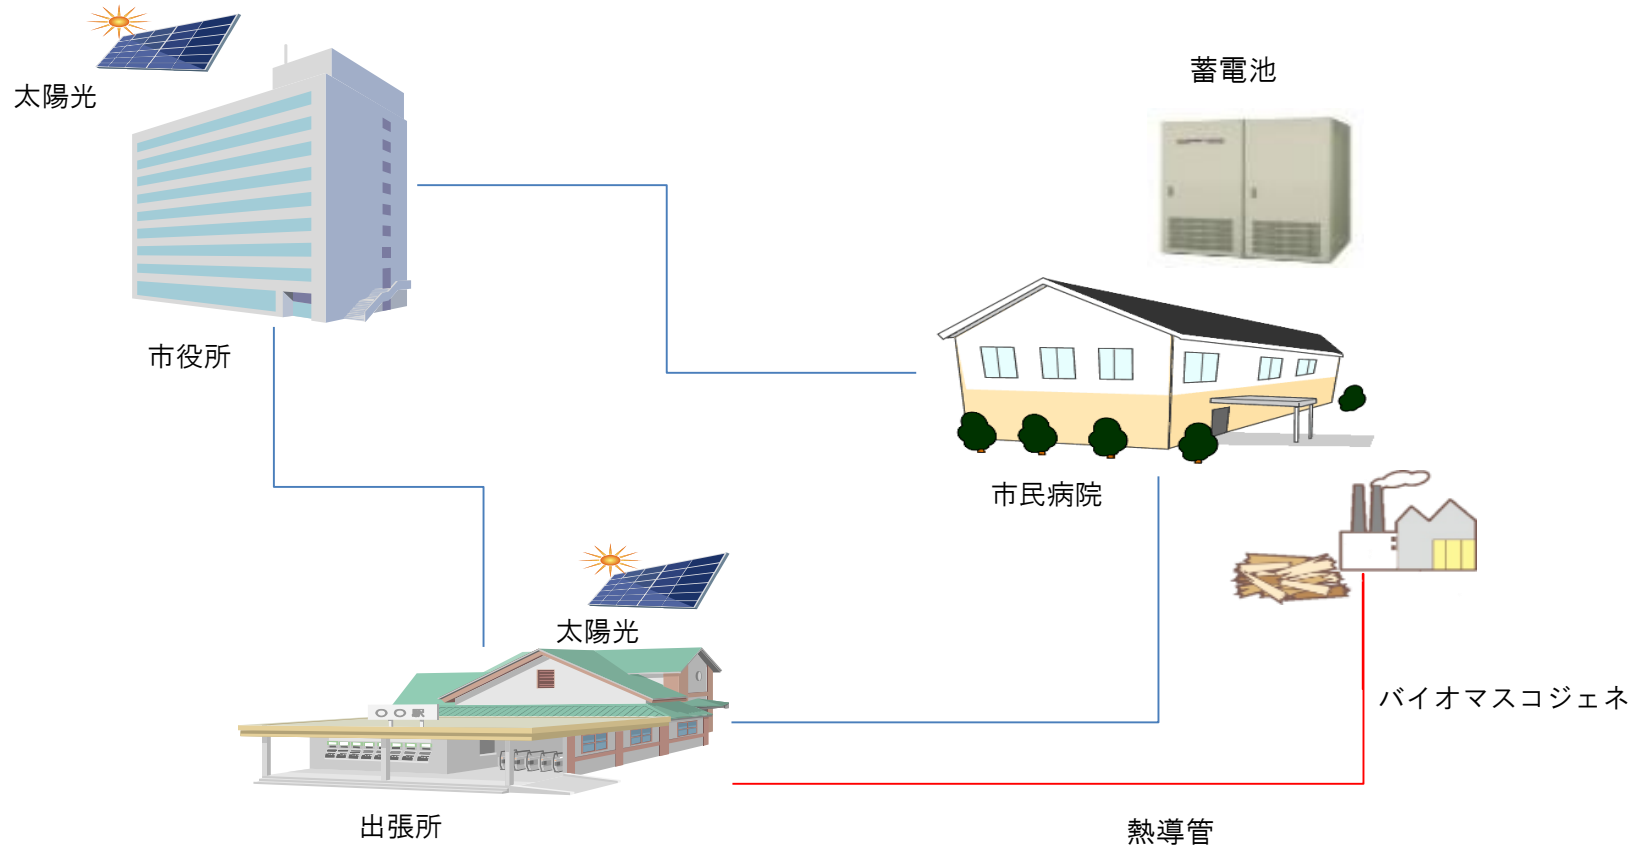 太陽光
蓄電池
市役所
市民病院
太陽光
○○駅
バイオマスコジェネ
出張所
熱導管